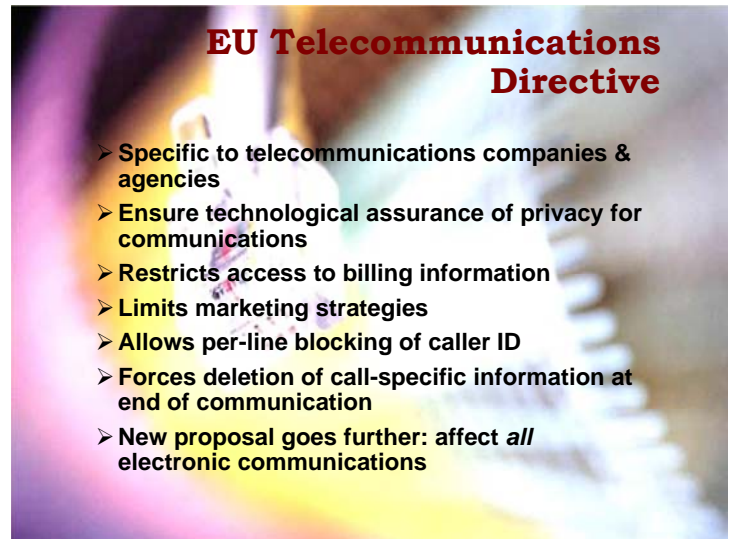 EU Telecommunications
Directive
➢ Specific to telecommunications companies &
agencies
➢ Ensure technological assurance of privacy for
communications
➢ Restricts access to billing information
➢ Limits marketing strategies
➢ Allows per-line blocking of caller ID
➢ Forces deletion of call-specific information at
end of communication
➢ New proposal goes further: affect all
electronic communications